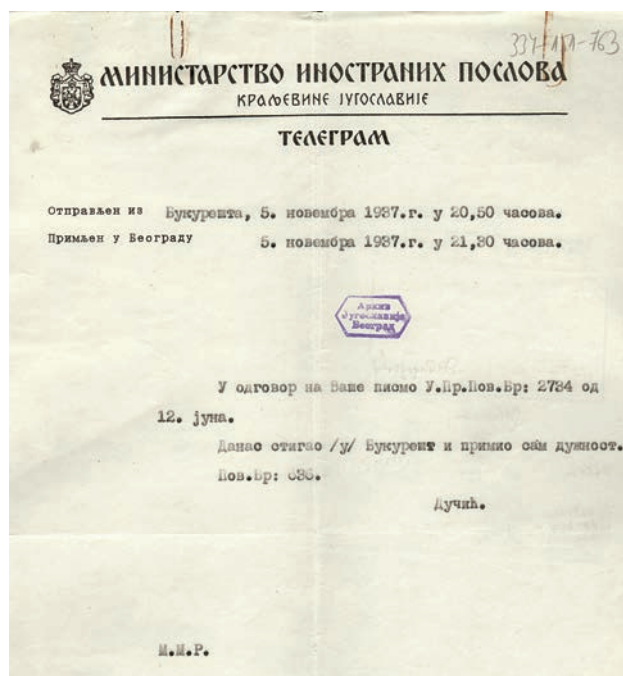 337-11-763
МИНИСТАРСТВО ИНОСТРАНИХ ПОСЛОВА
КРАЉЕВИНЕ ЈУГОСЛАВИЈЕ
ТЕЛЕГРАМ
Отправљен из Букурешта, 5. новембра 1937.г. у 20,50 часова.
Примљен у Београду 5. новембра 1937.г. у 21,30 часова.
Архив
Југославије
Београд
У одговор на Ваше писмо У.Пр.Пов.Бр: 2734 од
12. јуна.
Данас стигао /у/ Букурешт и примио сам дужност.
Пов.Бр: 636.
Дучић.
М.М.Р.